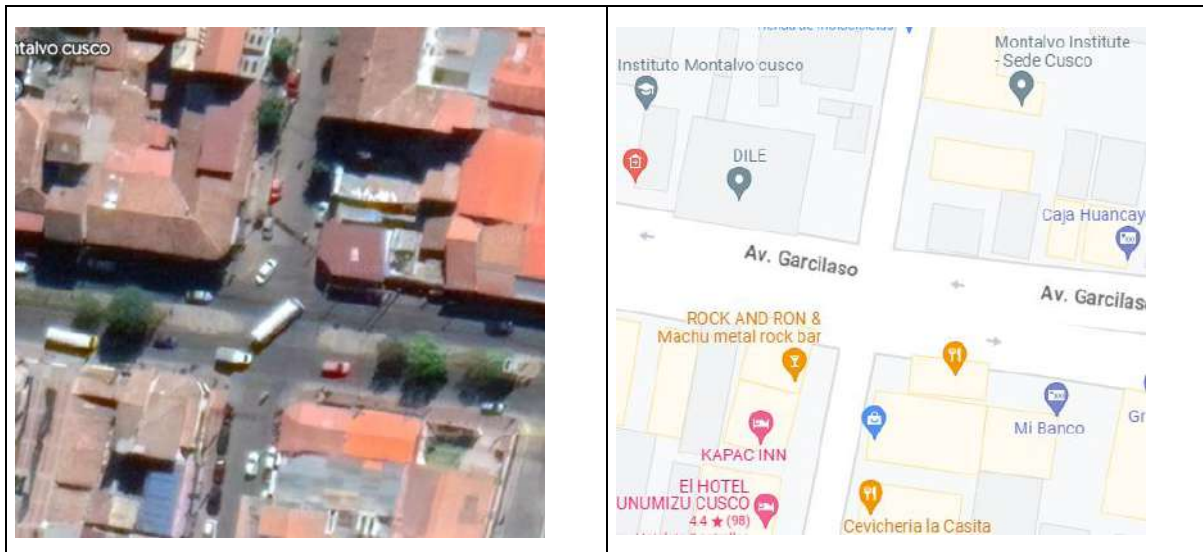 ntalvo cusco
Montalvo Institute
- Sede Cusco
Instituto Montalvo cusco
DILE
Caja Huancay
Av. Garcilaso
Av. Garcilas
ROCK AND RON &
Machu metal rock bar
Mi Banco
Gr
KAPAC INN
El HOTEL
UNUMIZU CUSCO
4.4 ★ (98)
Cevicheria la Casita